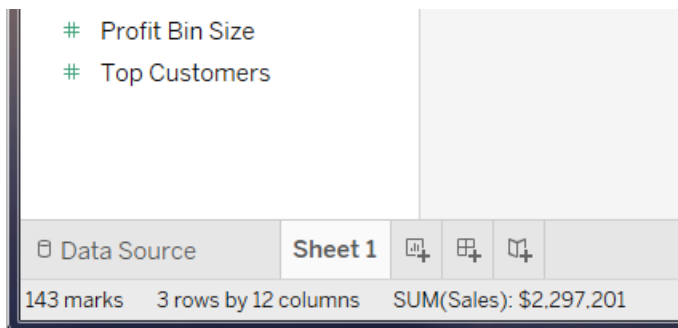 Profit Bin Size
Top Customers
Data Source Sheet 1
143 marks 3 rows by 12 columns SUM(Sales): $2,297,201